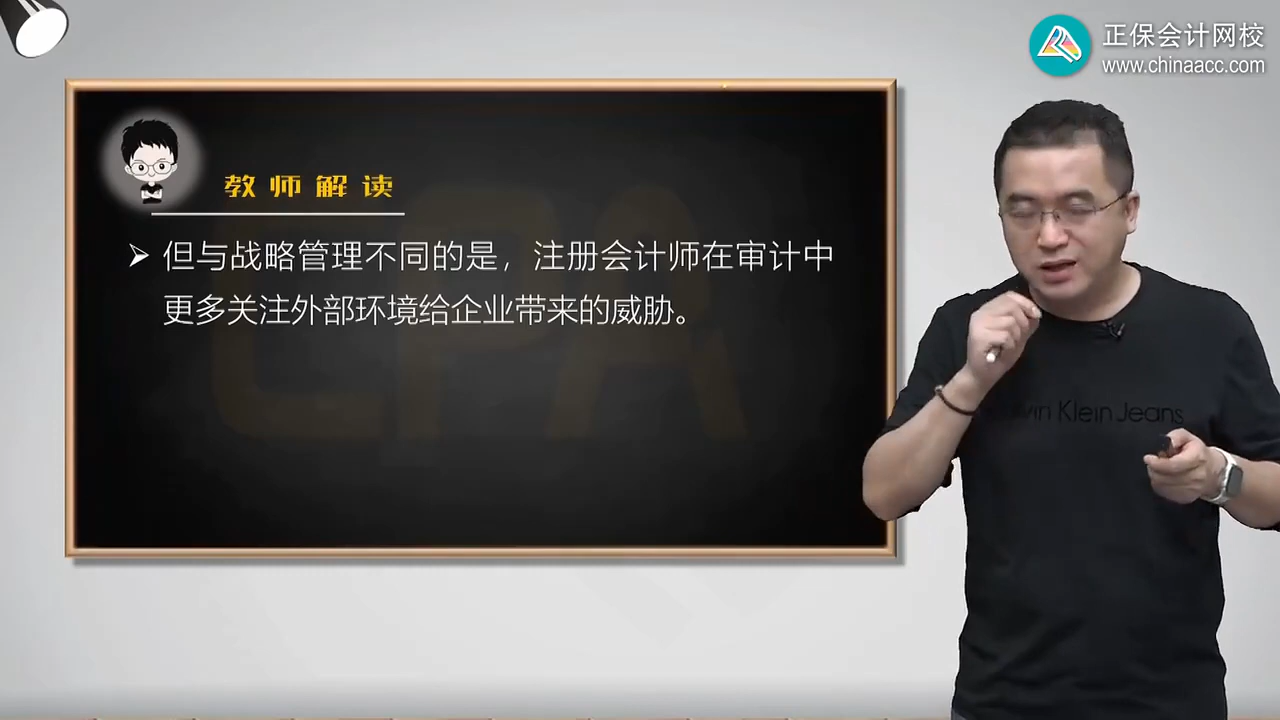 正保会计网校
www.chinaacc.com
教师解读
➢ 但与战略管理不同的是，注册会计师在审计中
更多关注外部环境给企业带来的威胁。
CPA
Klein Jeans